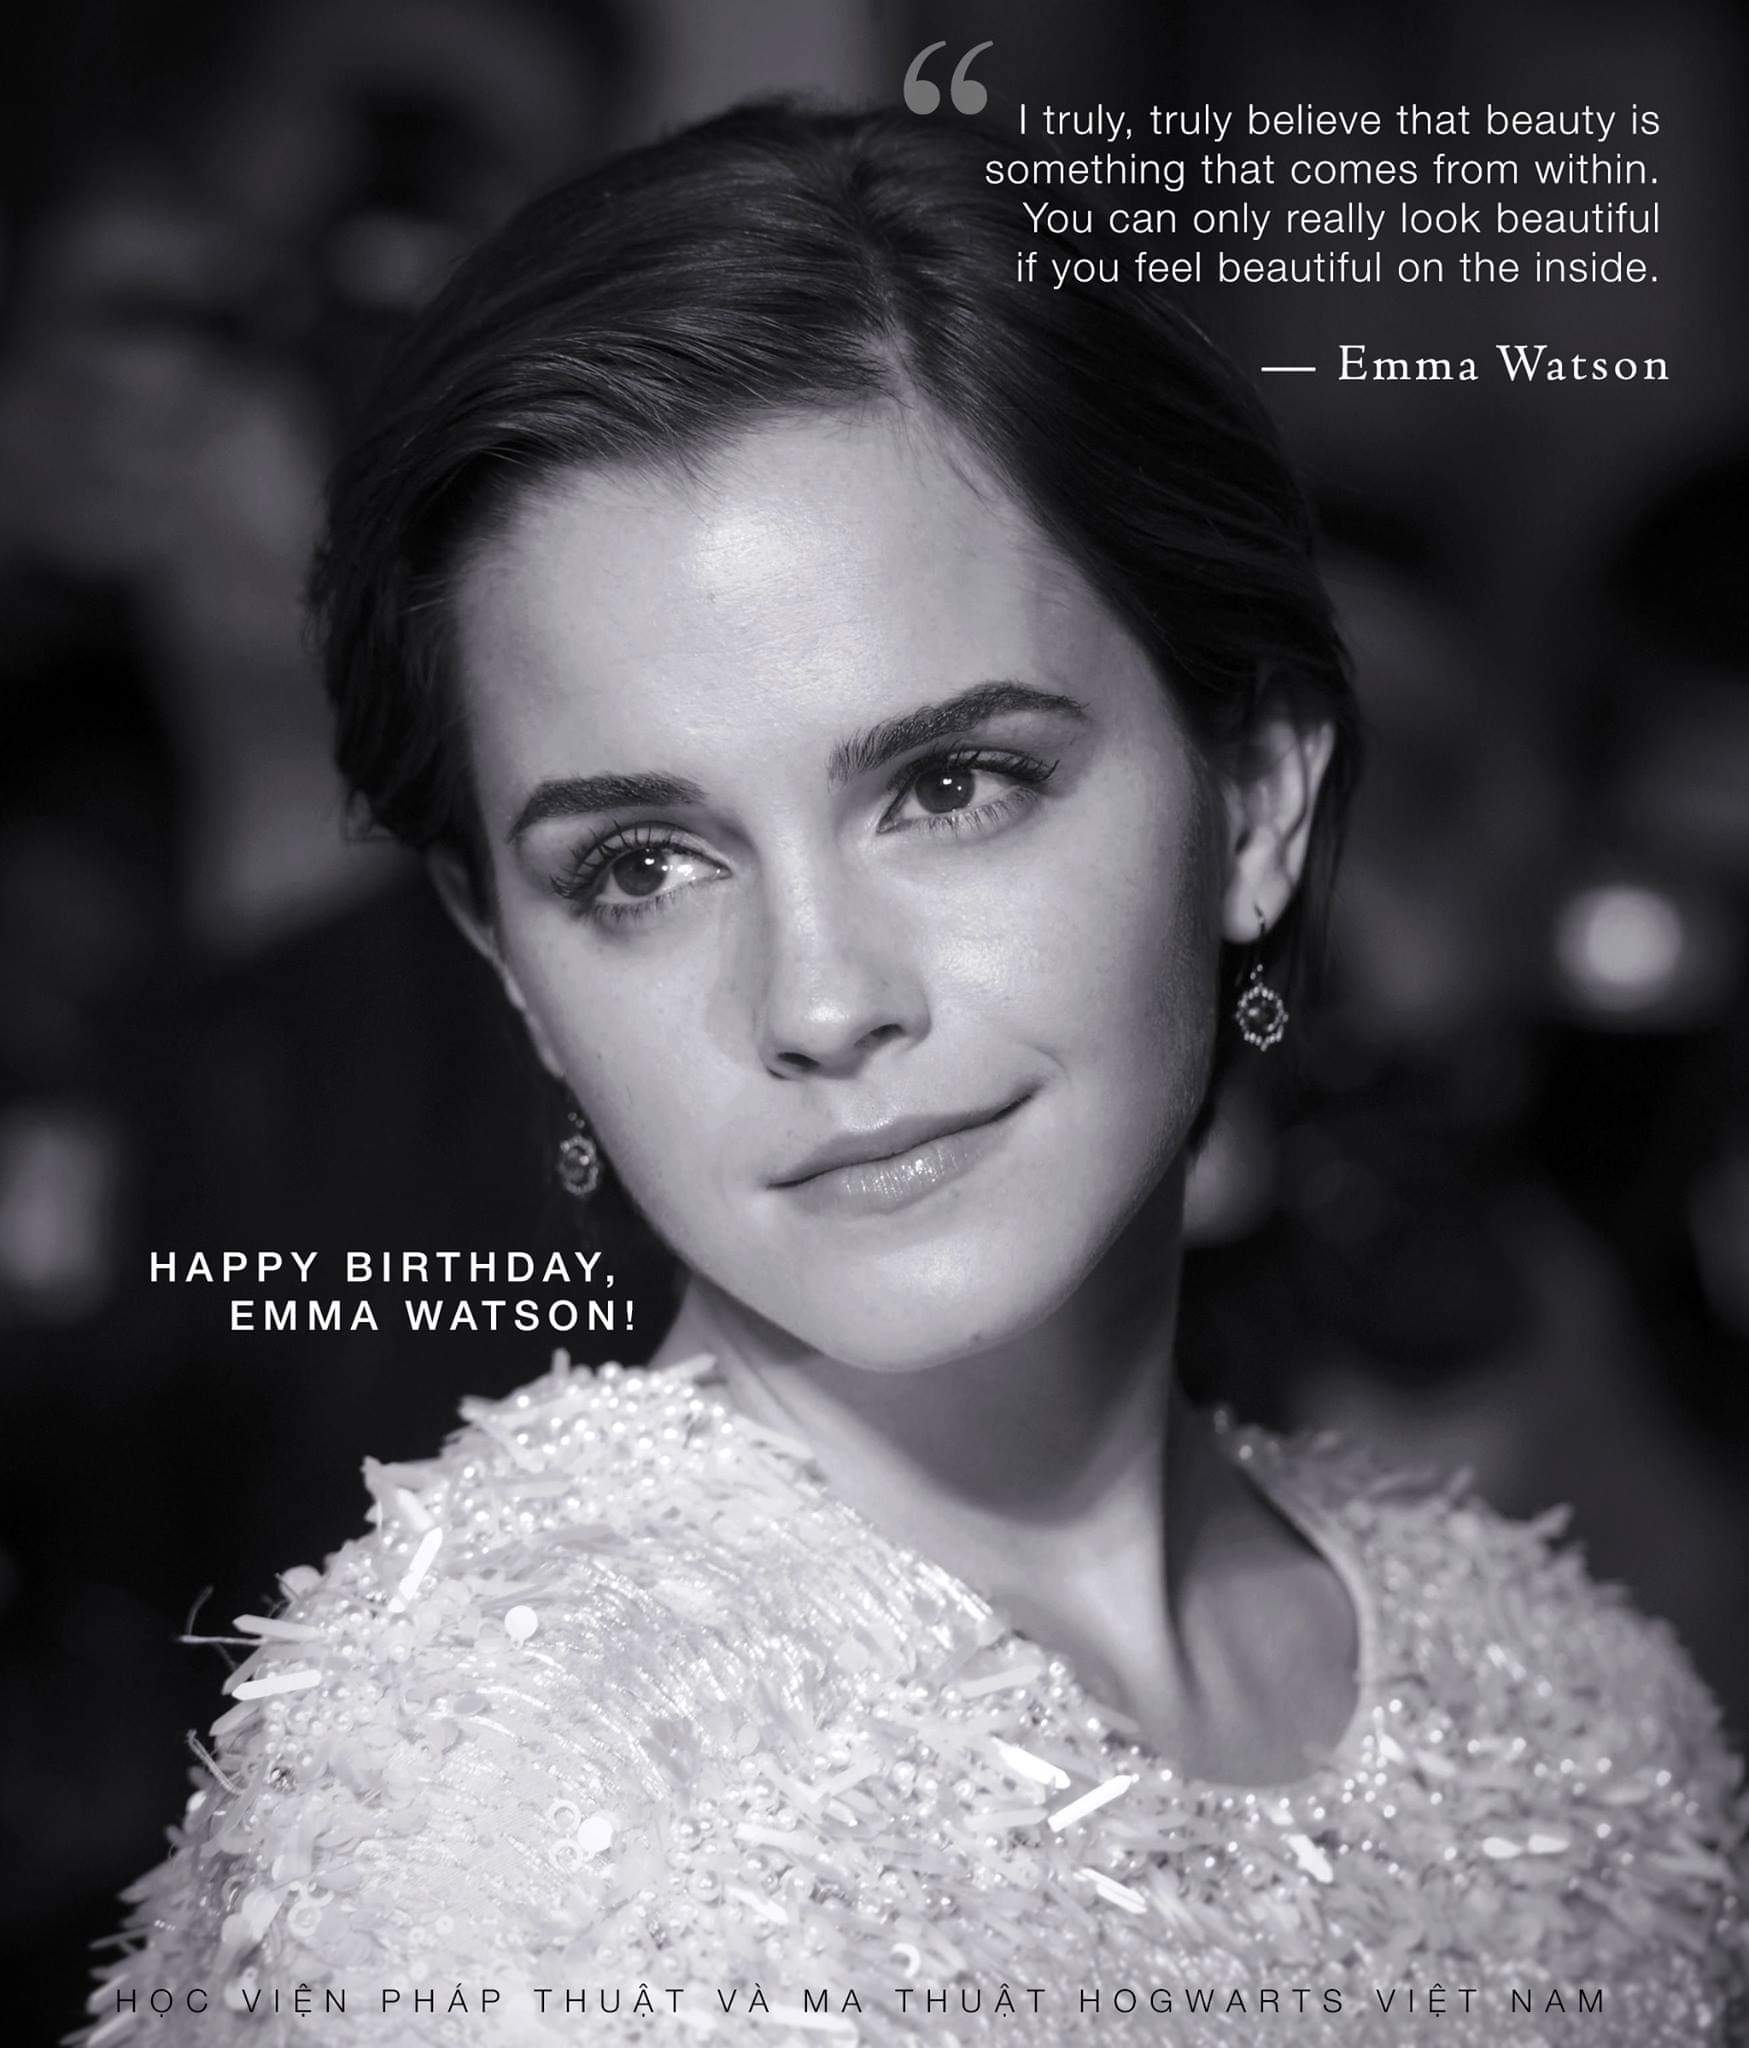 “
I truly, truly believe that beauty is
something that comes from within.
You can only really look beautiful
if you feel beautiful on the inside.
— Emma Watson
HAPPY BIRTHDAY,
EMMA WATSON!
HỌC VIỆN PHÁP THUẬT VÀ MA THUẬT HOGWARTS VIỆT NAM